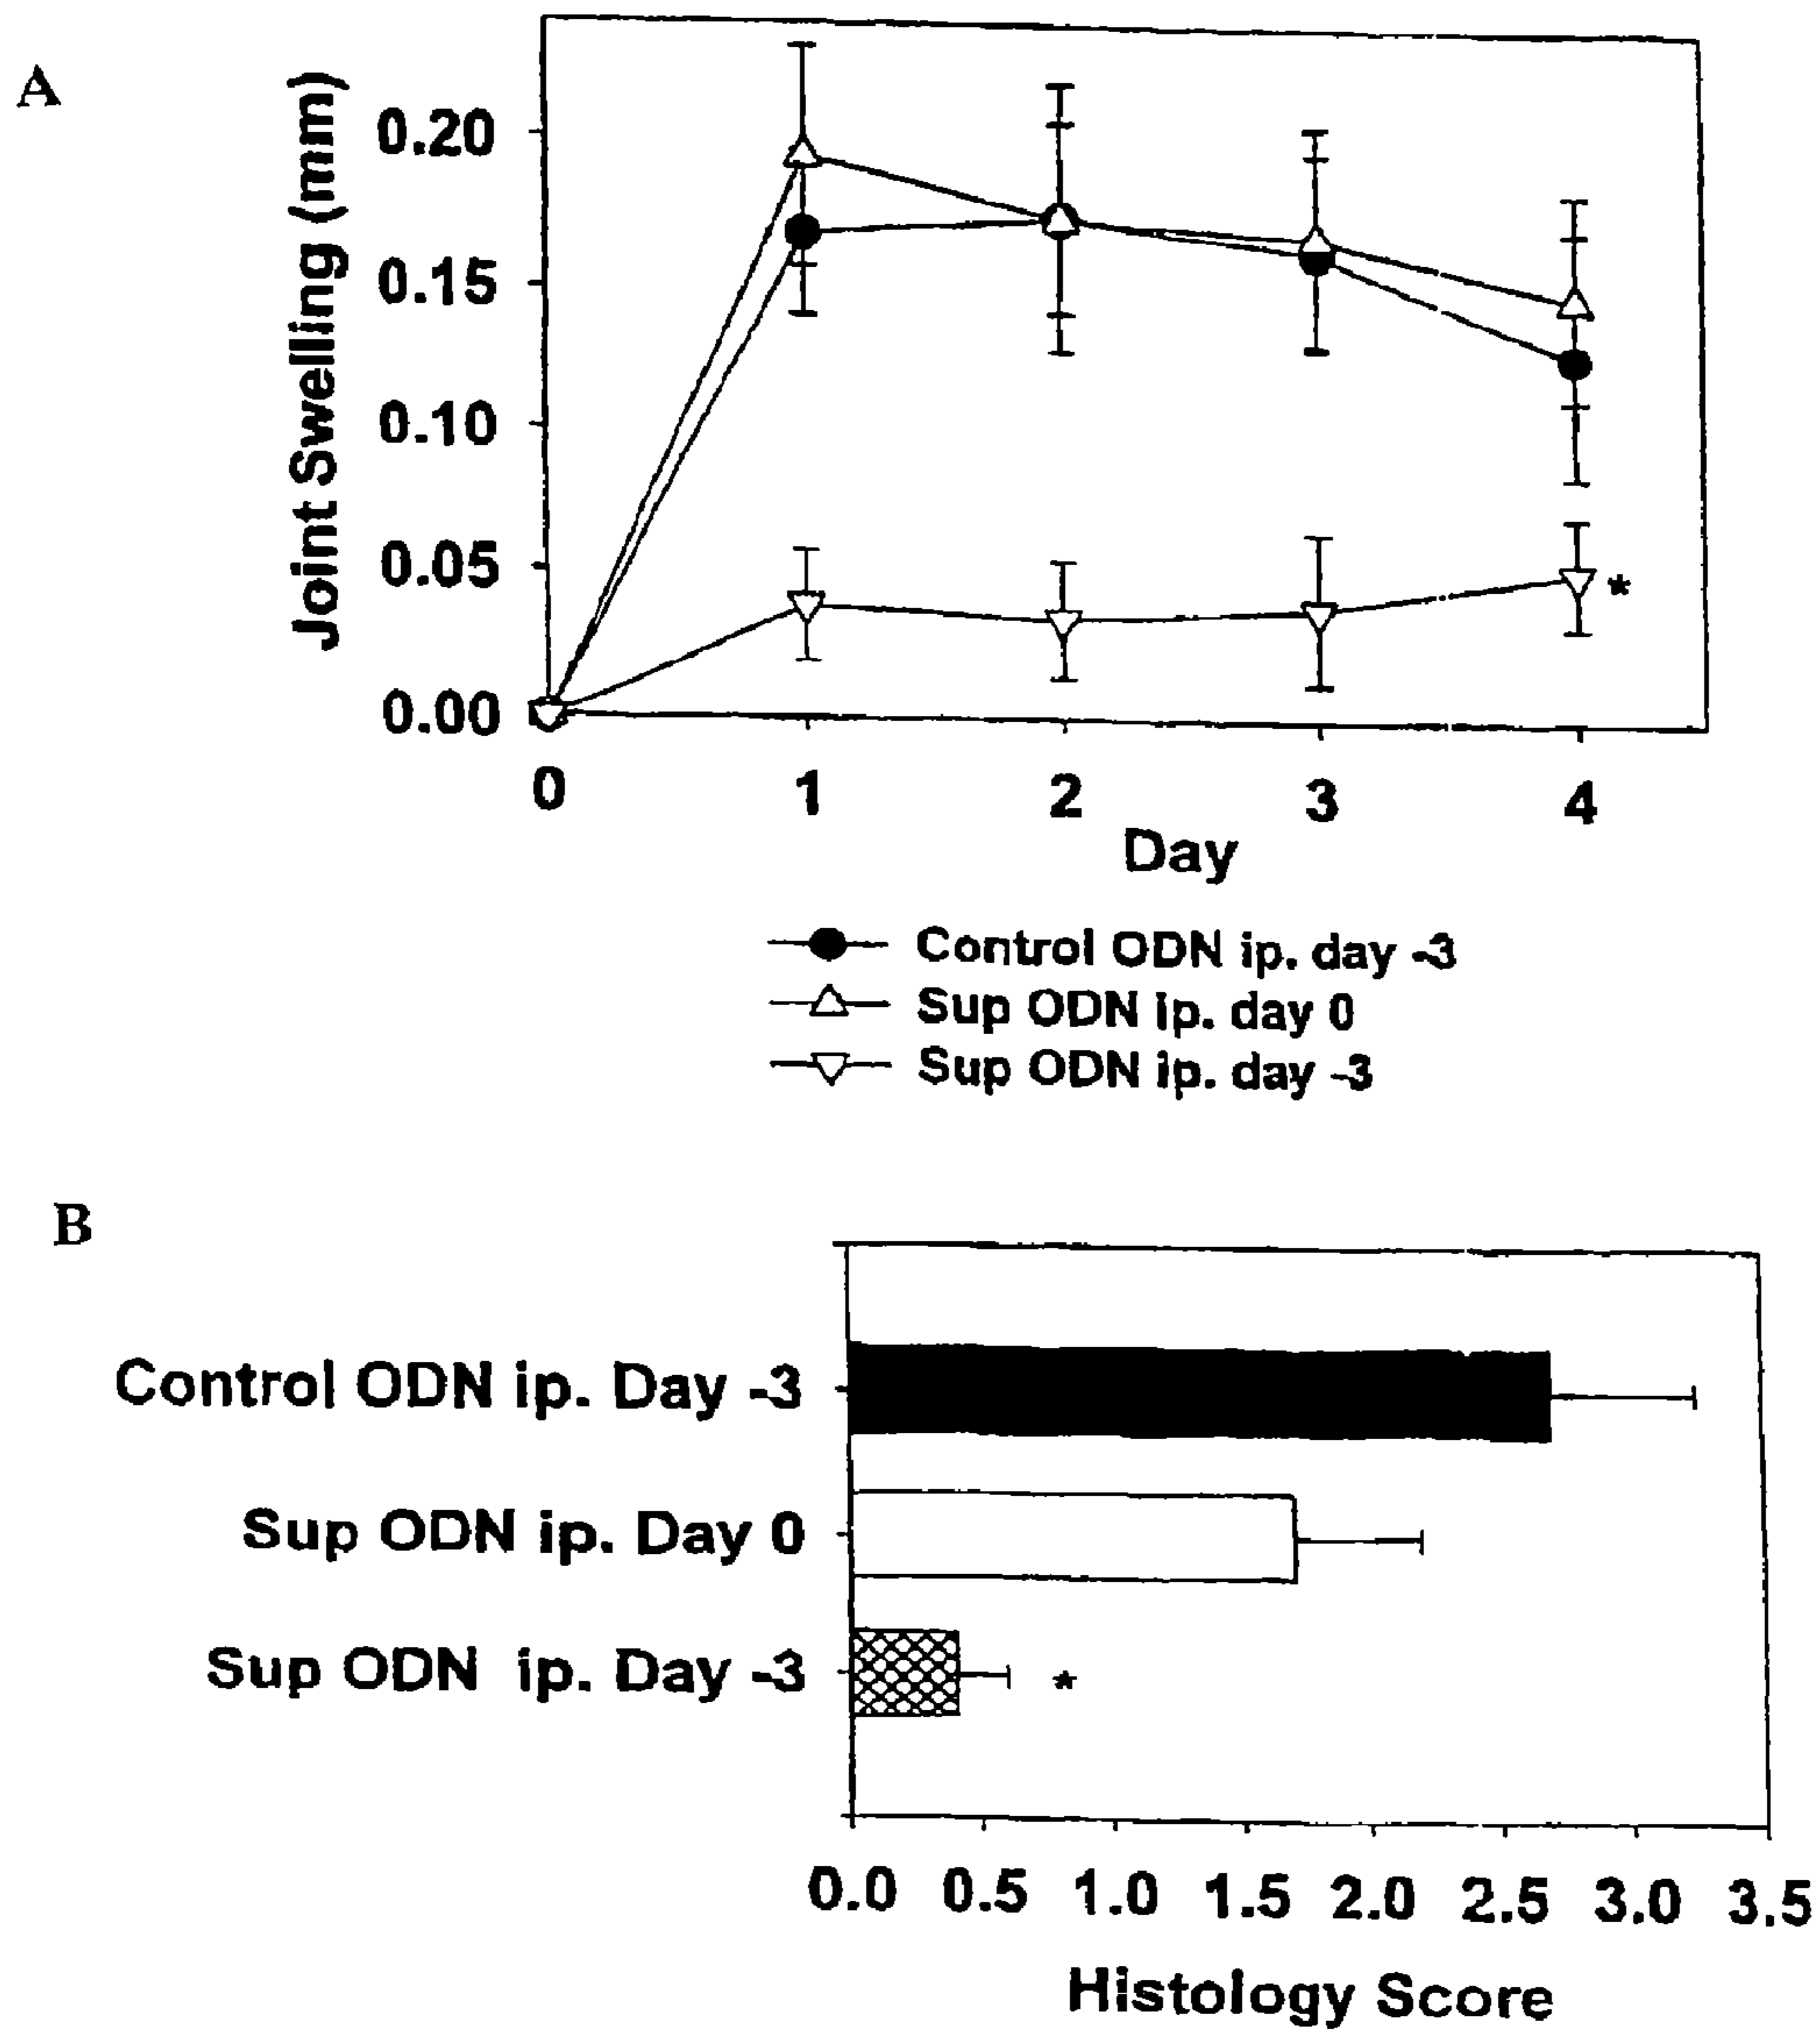 A
Joint Swelling (mm)
0.20
0.15
0.10
0.05
0.00
*
0 1 2 3 4
Day
Control ODN ip. day -3
Sup ODN ip. day 0
Sup ODN ip. day -3
B
Control ODN ip. Day -3
Sup ODN ip. Day 0
Sup ODN ip. Day -3
*
0.0 0.5 1.0 1.5 2.0 2.5 3.0 3.5
Histology Score